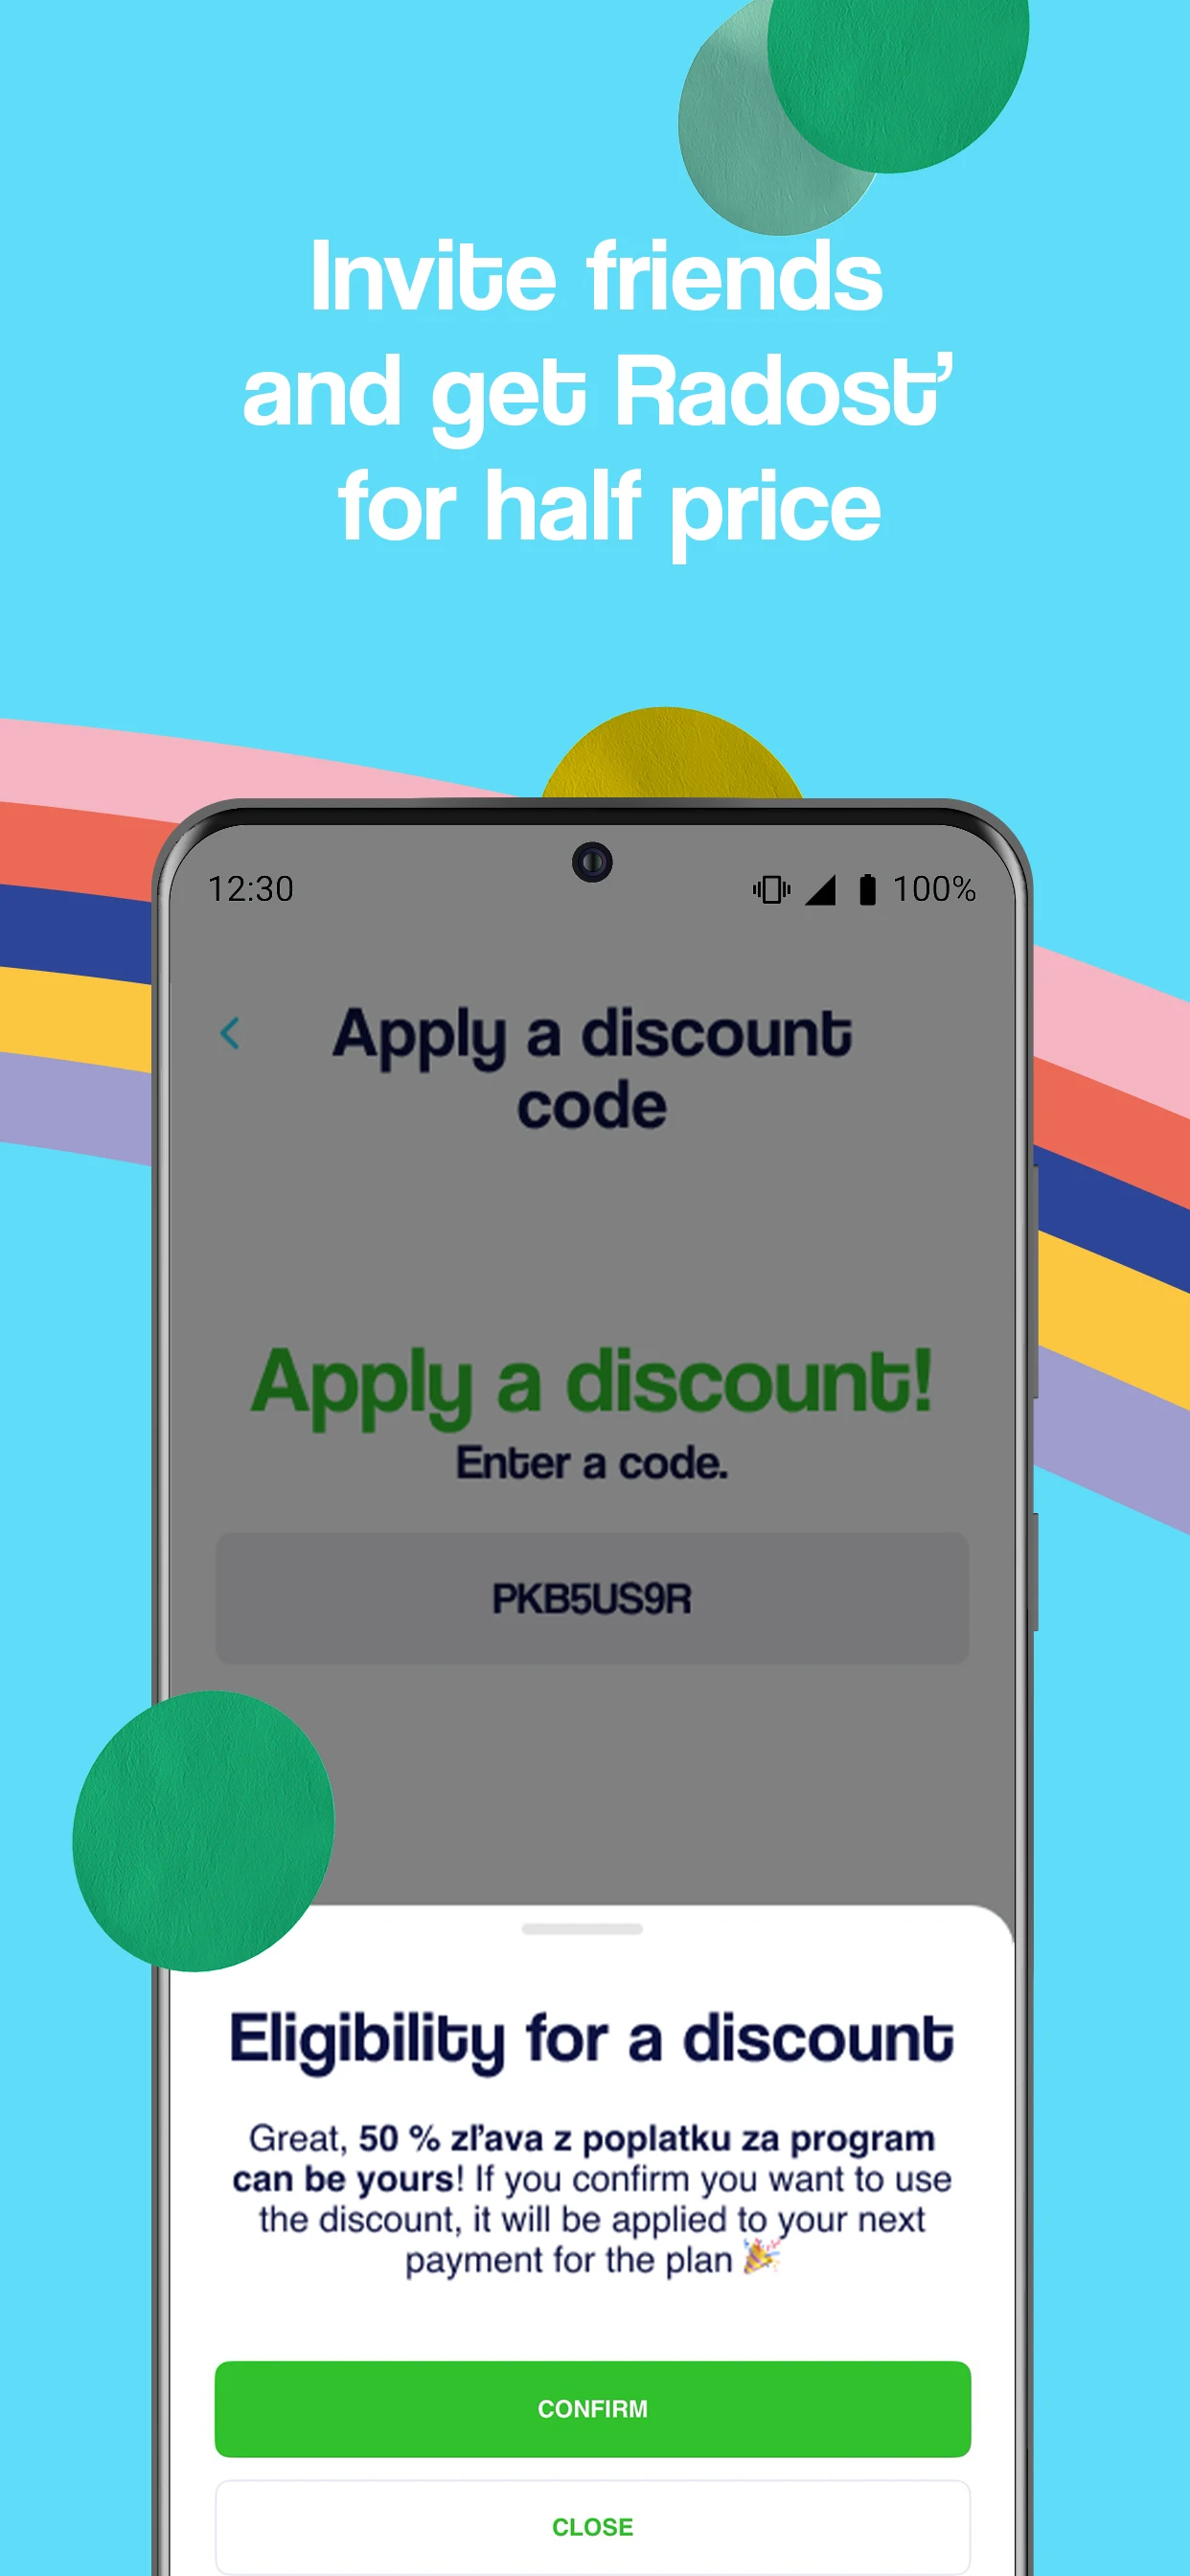 Invite friends
and get Radosť
for half price
12:30
100%
Apply a discount
code
Apply a discount!
Enter a code.
PKB5US9R
Eligibility for a discount
Great, 50 % zľava z poplatku za program
can be yours! If you confirm you want to use
the discount, it will be applied to your next
payment for the plan 🎉
CONFIRM
CLOSE